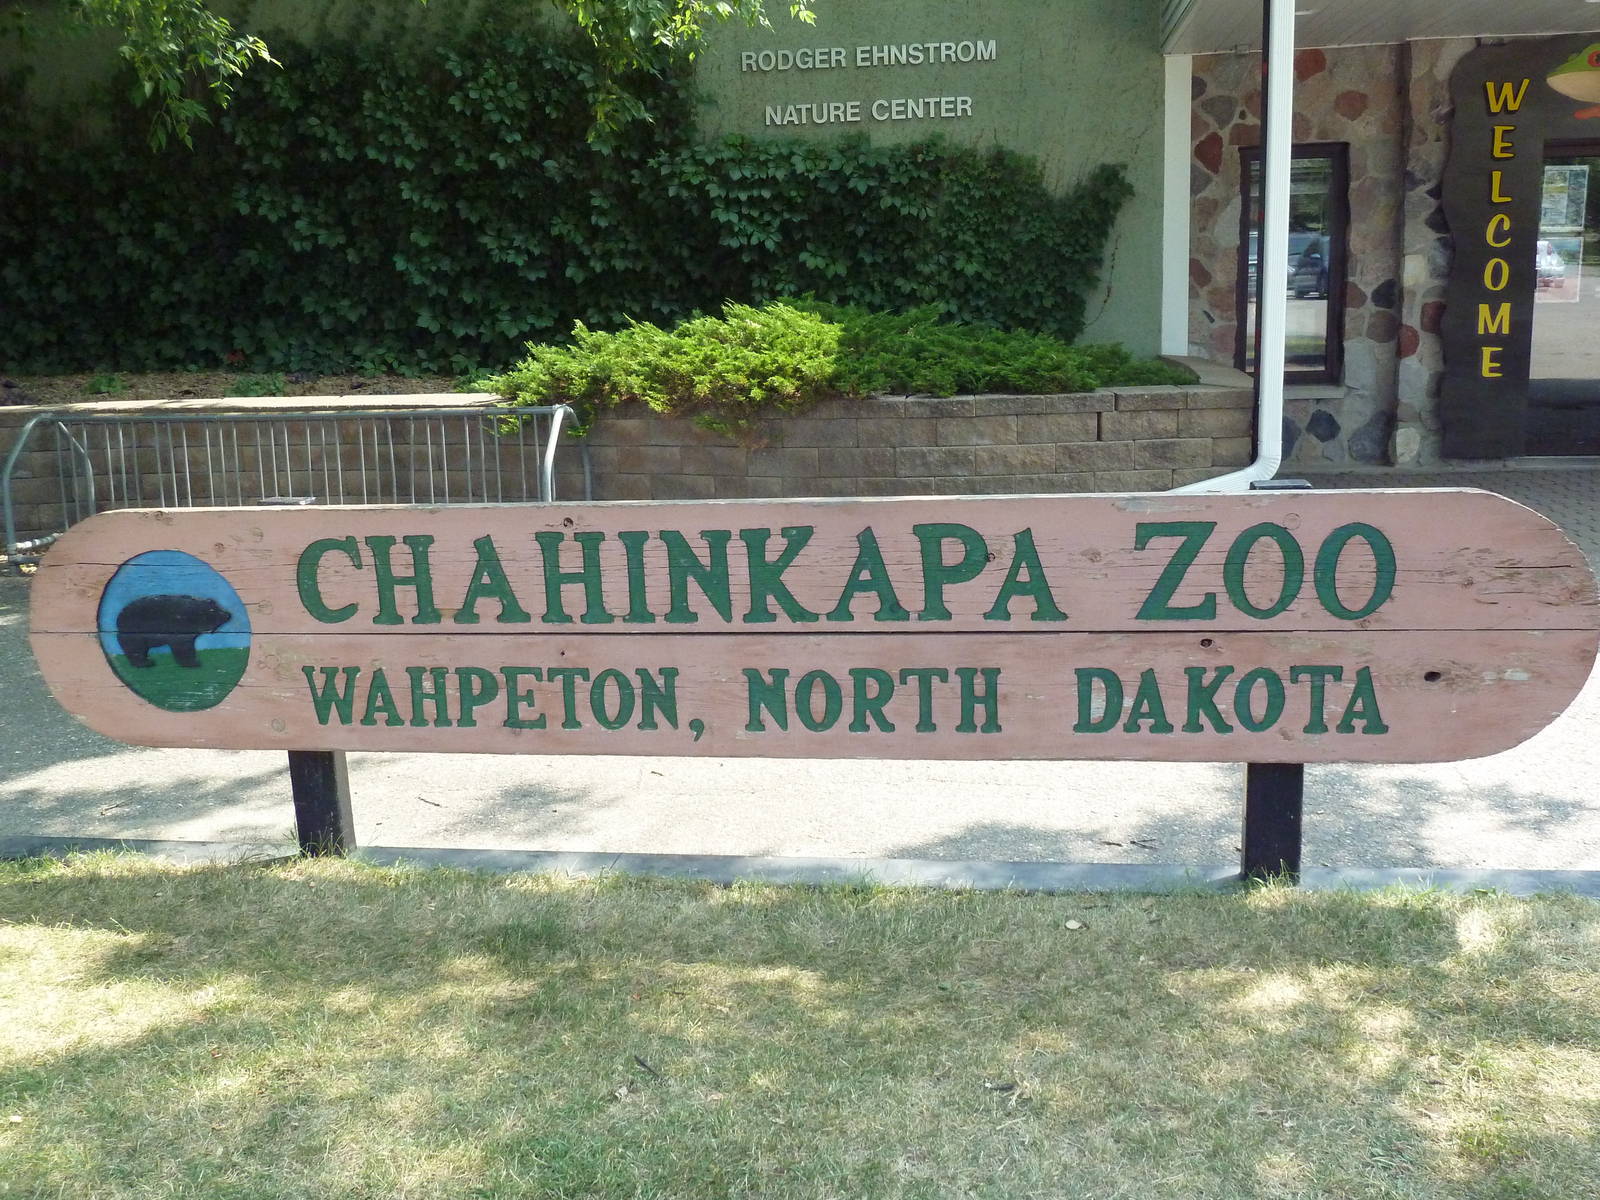 RODGER EHNSTROM
NATURE CENTER
WELCOME
CHAHINKAPA ZOO
WAHPETON, NORTH DAKOTA